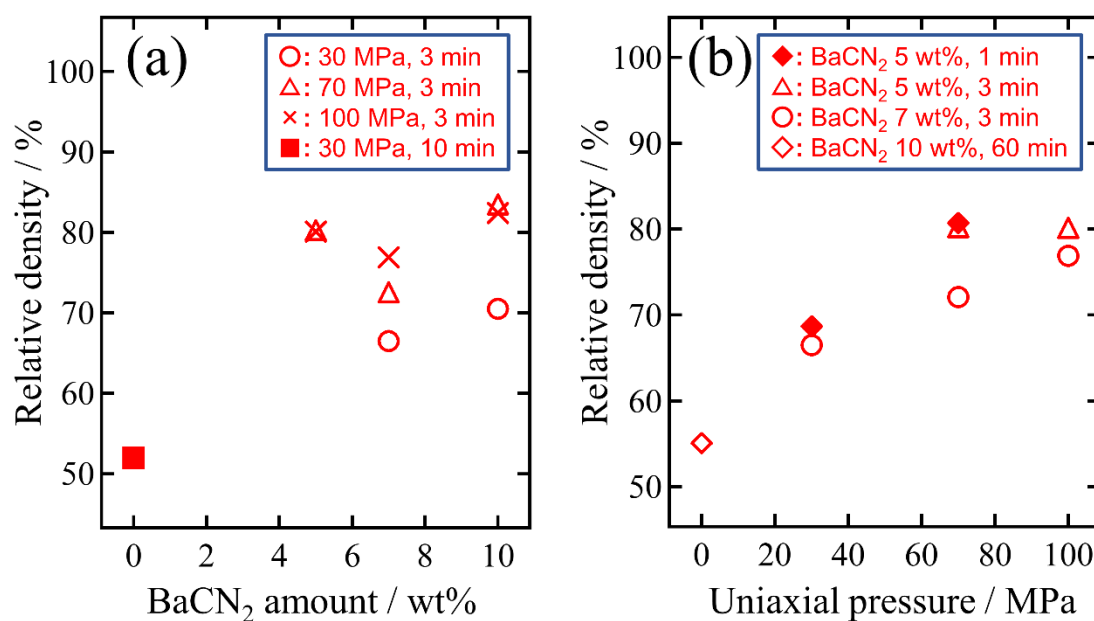 (a)
○: 30 MPa, 3 min
△: 70 MPa, 3 min
×: 100 MPa, 3 min
■: 30 MPa, 10 min
100
90
80
70
60
50
Relative density / %
0 2 4 6 8 10
BaCN₂ amount / wt%
(b)
◆: BaCN₂ 5 wt%, 1 min
△: BaCN₂ 5 wt%, 3 min
○: BaCN₂ 7 wt%, 3 min
◇: BaCN₂ 10 wt%, 60 min
100
90
80
70
60
50
Relative density / %
0 20 40 60 80 100
Uniaxial pressure / MPa